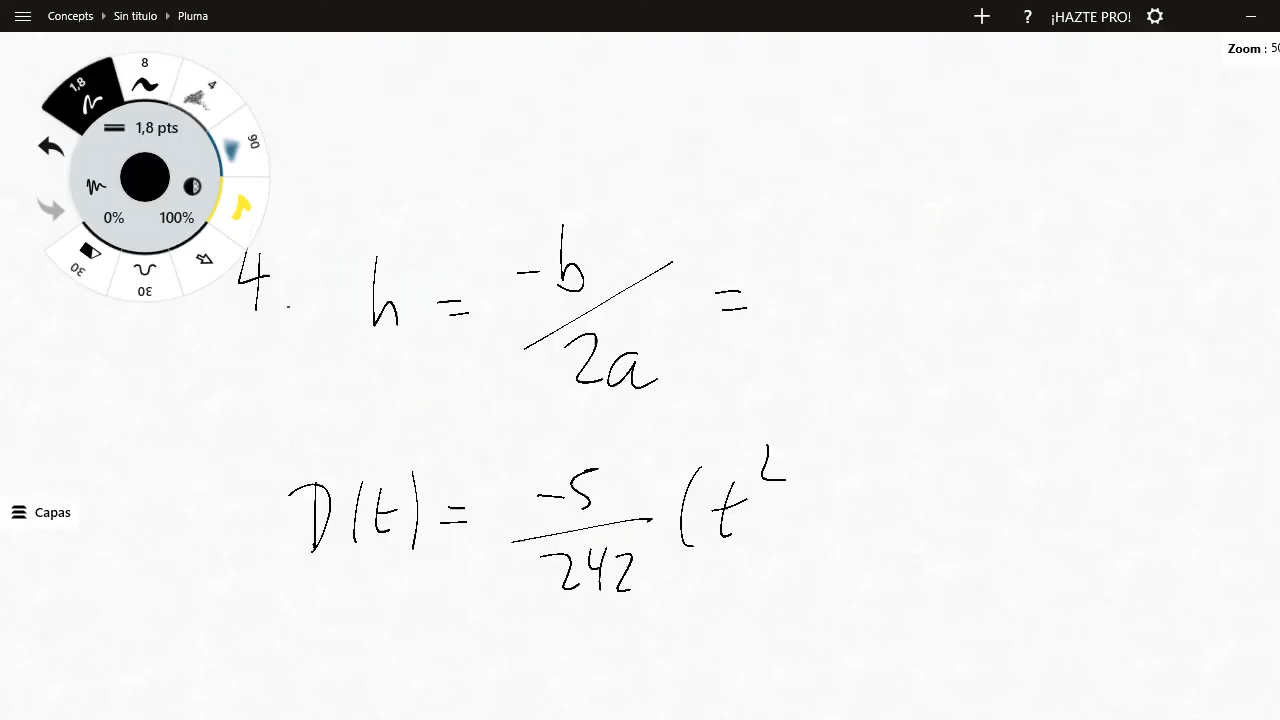 Concepts Sin titulo Pluma + ? ¡HAZTE PRO!
Zoom : 50
8
1,8
4
90
1,8 pts
0% 100%
30
30
4. h = -b/2a =
Capas
D(t) = -5/242 (t²